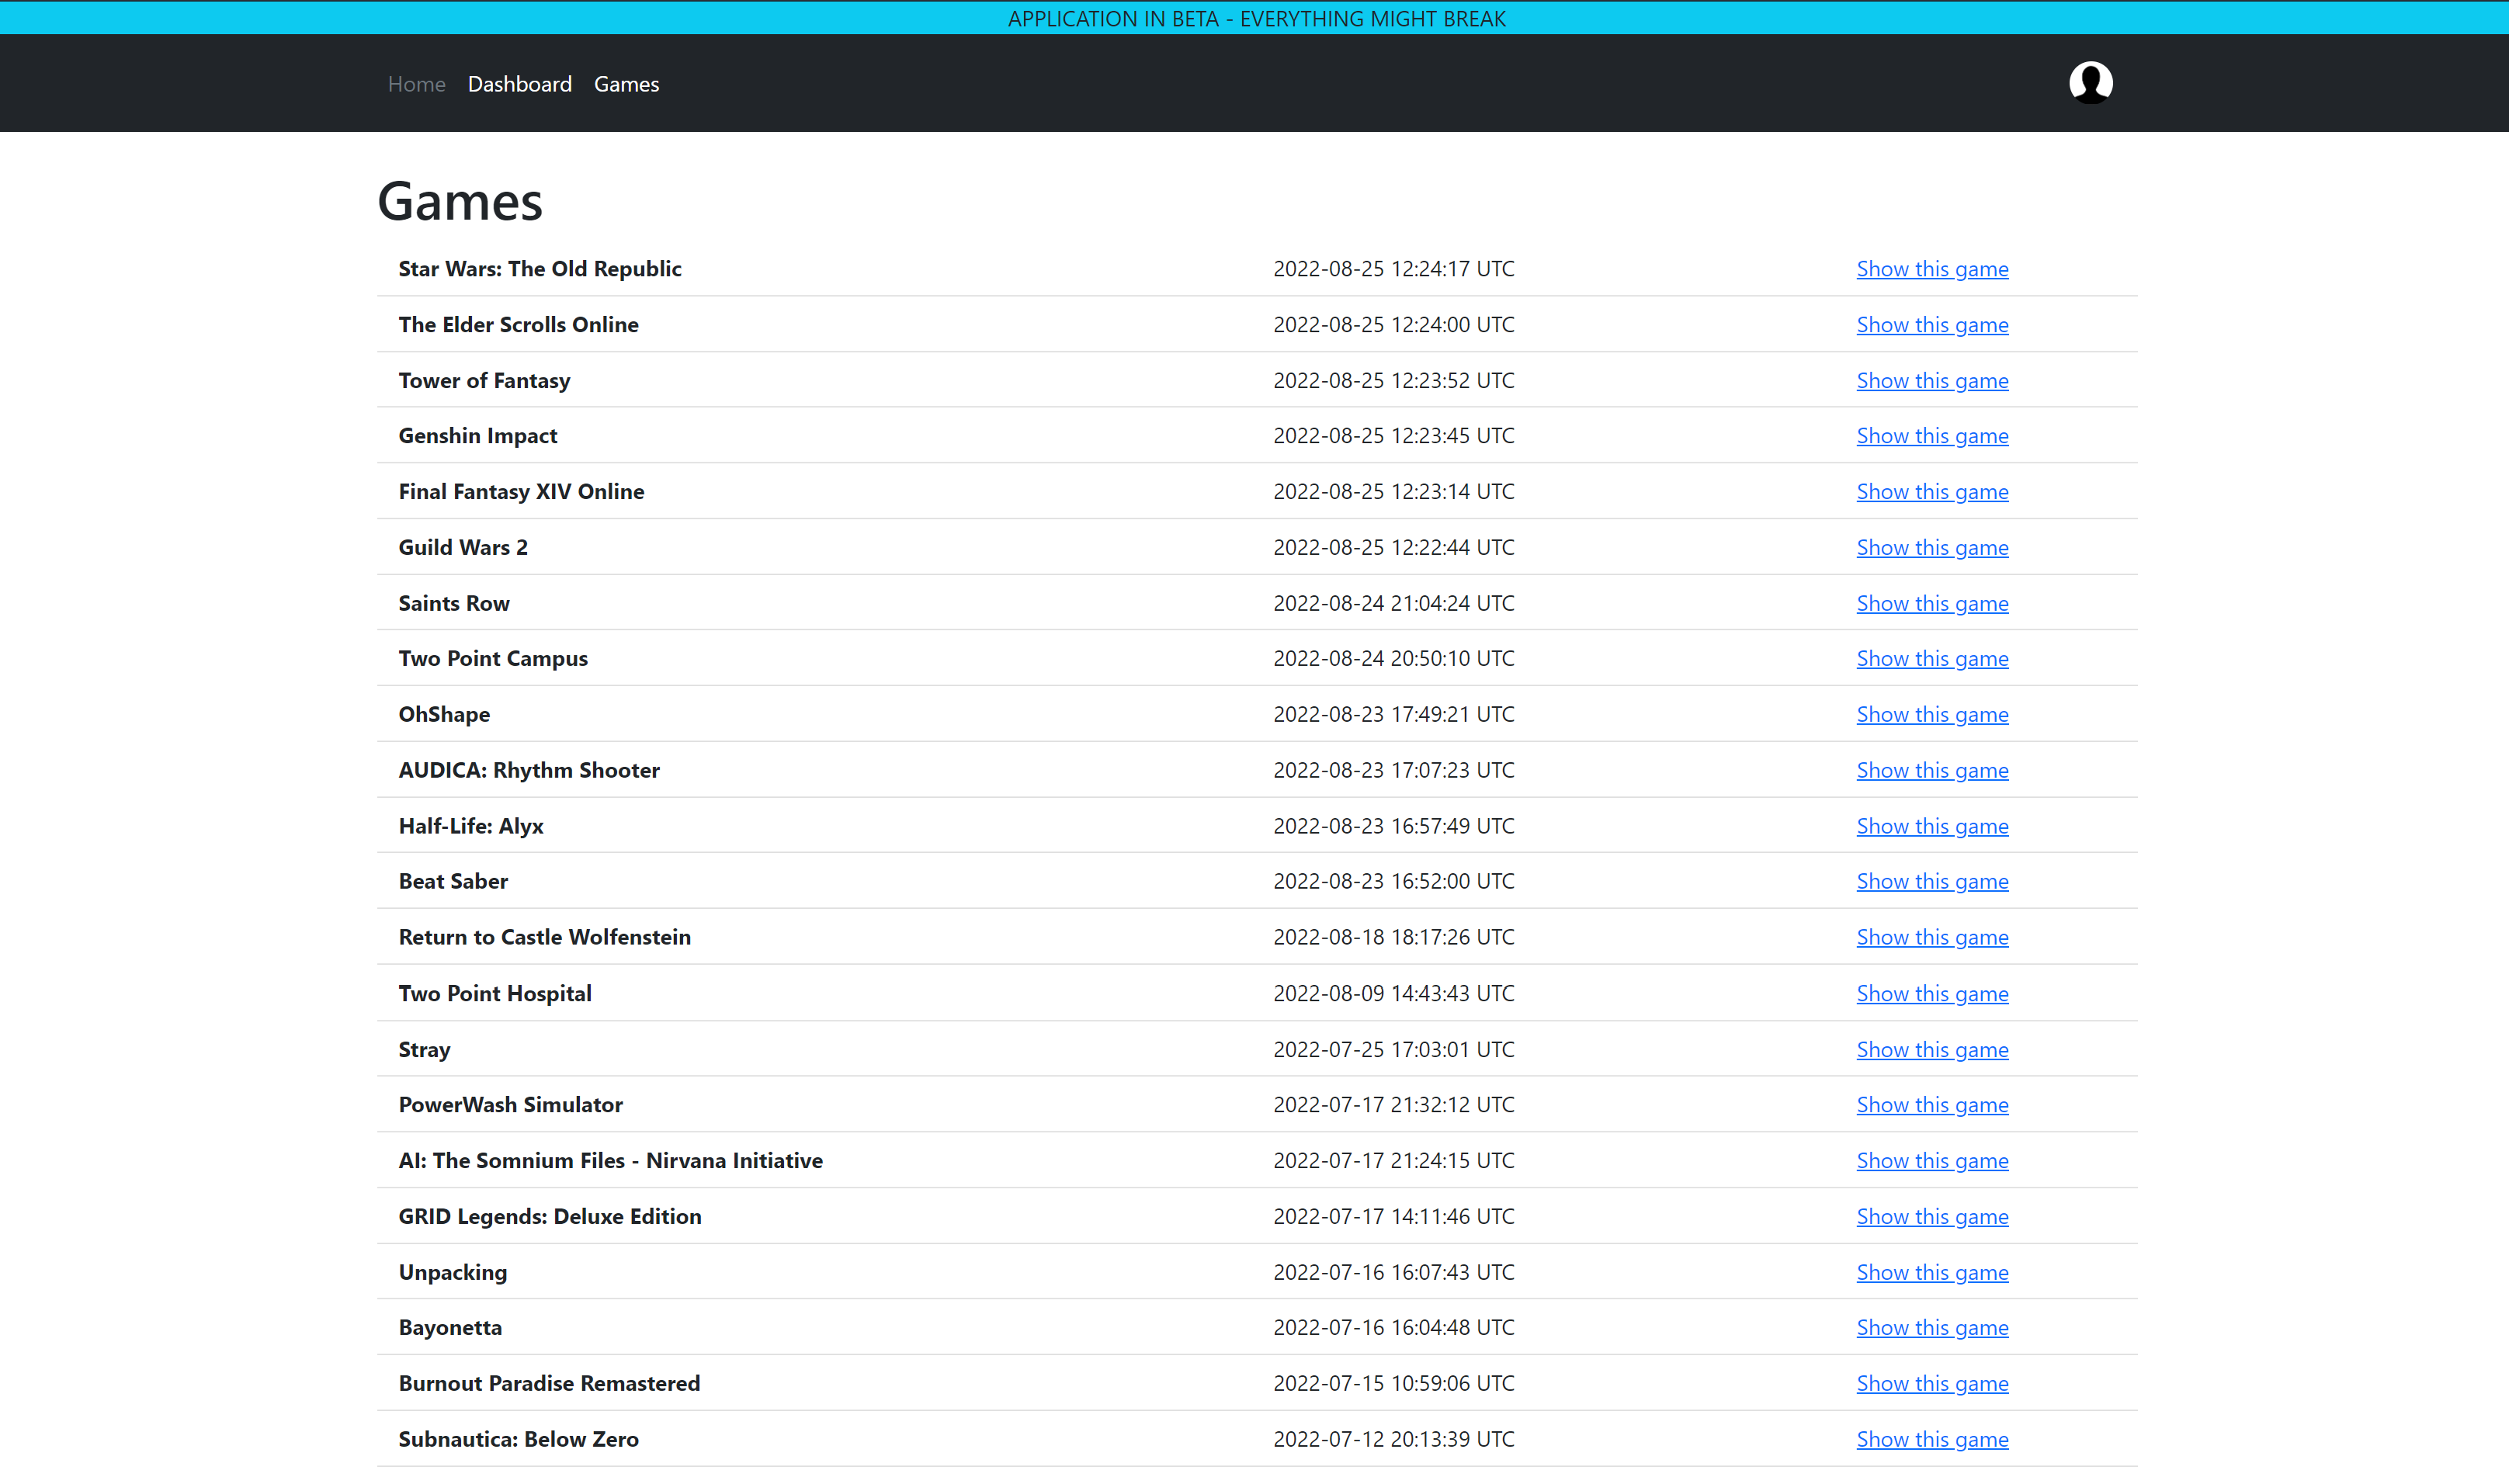 APPLICATION IN BETA - EVERYTHING MIGHT BREAK
Home Dashboard Games
Games
Star Wars: The Old Republic 2022-08-25 12:24:17 UTC Show this game
The Elder Scrolls Online 2022-08-25 12:24:00 UTC Show this game
Tower of Fantasy 2022-08-25 12:23:52 UTC Show this game
Genshin Impact 2022-08-25 12:23:45 UTC Show this game
Final Fantasy XIV Online 2022-08-25 12:23:14 UTC Show this game
Guild Wars 2 2022-08-25 12:22:44 UTC Show this game
Saints Row 2022-08-24 21:04:24 UTC Show this game
Two Point Campus 2022-08-24 20:50:10 UTC Show this game
OhShape 2022-08-23 17:49:21 UTC Show this game
AUDICA: Rhythm Shooter 2022-08-23 17:07:23 UTC Show this game
Half-Life: Alyx 2022-08-23 16:57:49 UTC Show this game
Beat Saber 2022-08-23 16:52:00 UTC Show this game
Return to Castle Wolfenstein 2022-08-18 18:17:26 UTC Show this game
Two Point Hospital 2022-08-09 14:43:43 UTC Show this game
Stray 2022-07-25 17:03:01 UTC Show this game
PowerWash Simulator 2022-07-17 21:32:12 UTC Show this game
AI: The Somnium Files - Nirvana Initiative 2022-07-17 21:24:15 UTC Show this game
GRID Legends: Deluxe Edition 2022-07-17 14:11:46 UTC Show this game
Unpacking 2022-07-16 16:07:43 UTC Show this game
Bayonetta 2022-07-16 16:04:48 UTC Show this game
Burnout Paradise Remastered 2022-07-15 10:59:06 UTC Show this game
Subnautica: Below Zero 2022-07-12 20:13:39 UTC Show this game